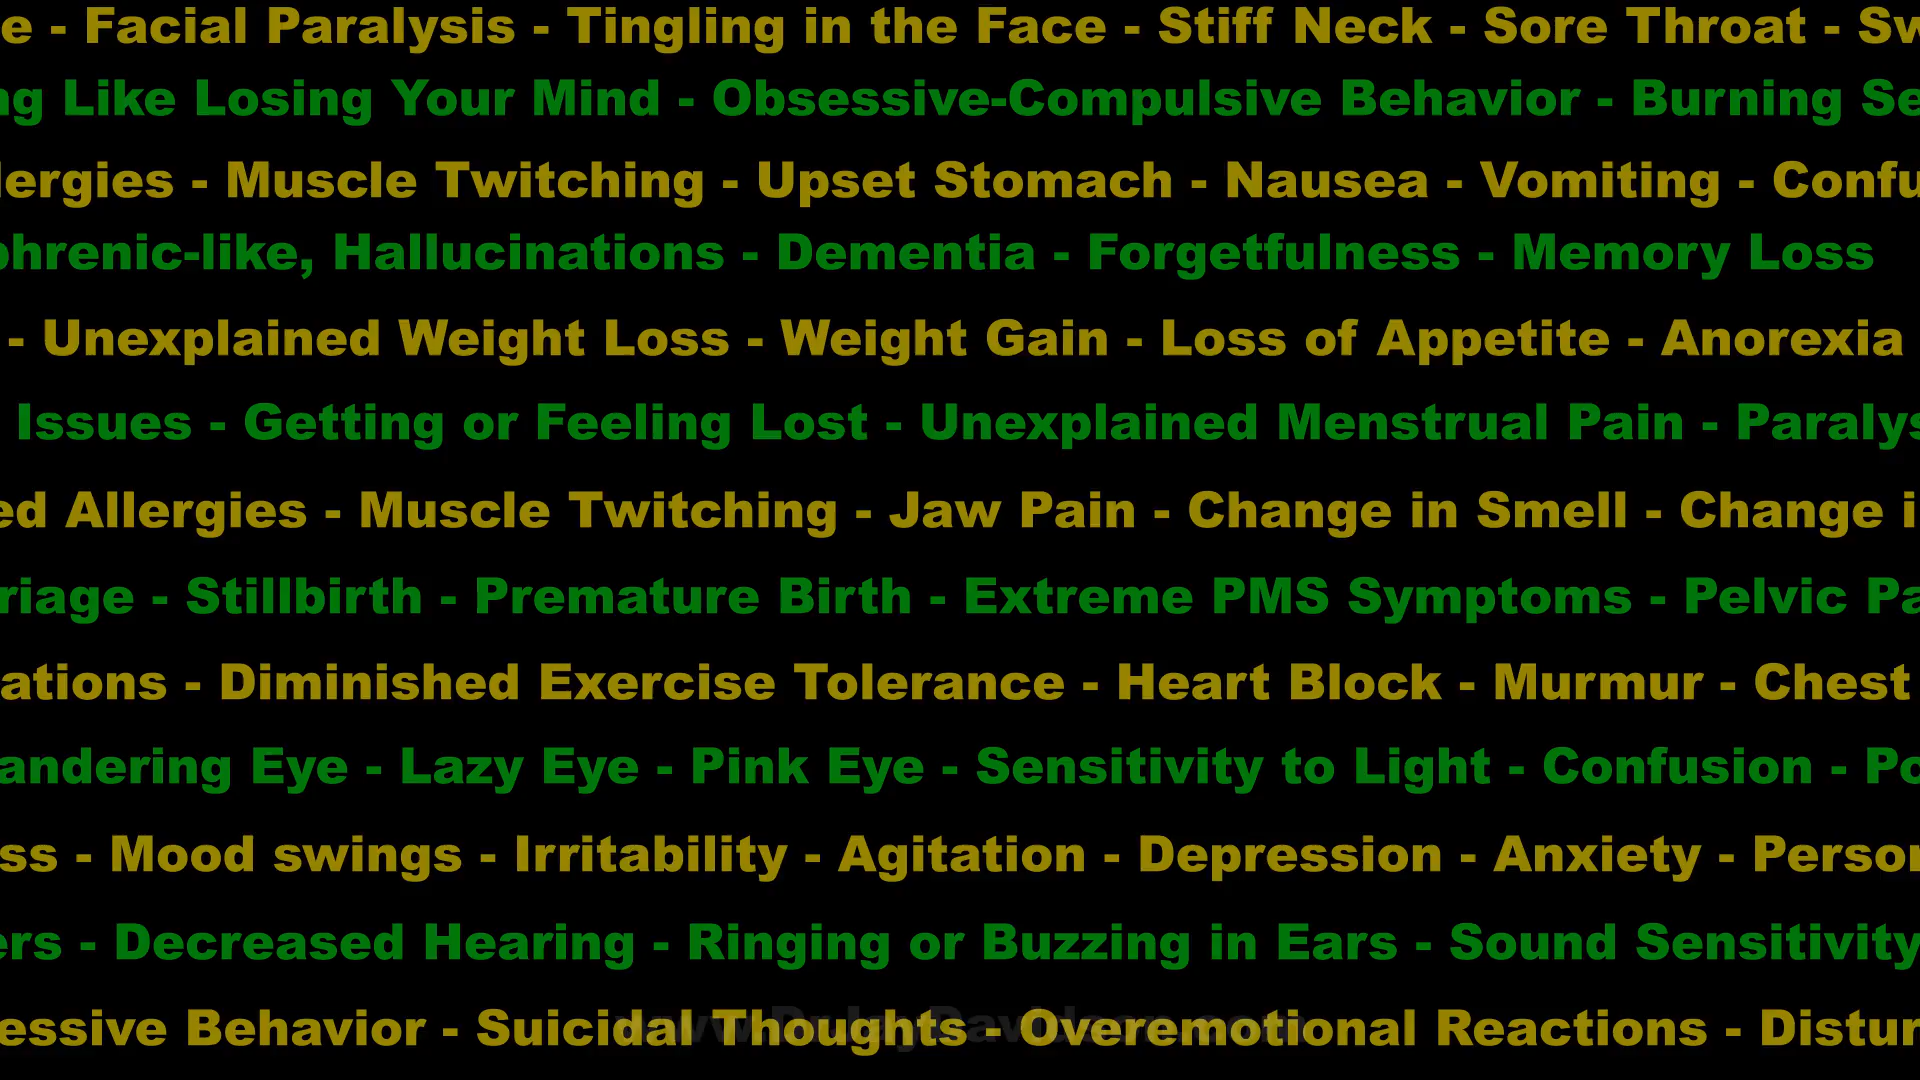 e - Facial Paralysis - Tingling in the Face - Stiff Neck - Sore Throat - Sw
ng Like Losing Your Mind - Obsessive-Compulsive Behavior - Burning Se
lergies - Muscle Twitching - Upset Stomach - Nausea - Vomiting - Confu
phrenic-like, Hallucinations - Dementia - Forgetfulness - Memory Loss
- Unexplained Weight Loss - Weight Gain - Loss of Appetite - Anorexia
Issues - Getting or Feeling Lost - Unexplained Menstrual Pain - Paralys
ed Allergies - Muscle Twitching - Jaw Pain - Change in Smell - Change i
riage - Stillbirth - Premature Birth - Extreme PMS Symptoms - Pelvic Pa
ations - Diminished Exercise Tolerance - Heart Block - Murmur - Chest
andering Eye - Lazy Eye - Pink Eye - Sensitivity to Light - Confusion - Po
ss - Mood swings - Irritability - Agitation - Depression - Anxiety - Person
ers - Decreased Hearing - Ringing or Buzzing in Ears - Sound Sensitivity
essive Behavior - Suicidal Thoughts - Overemotional Reactions - Distur
www.DrJayDavidson.com